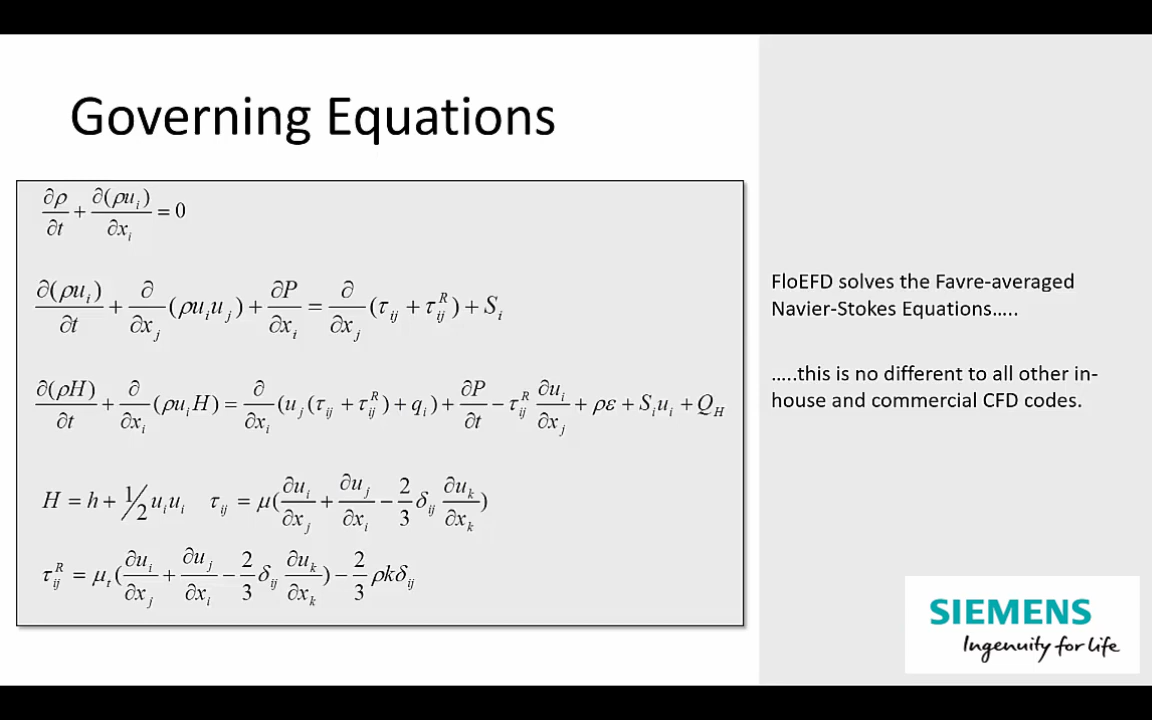 Governing Equations
∂ρ/∂t + ∂(ρu_i)/∂x_i = 0
∂(ρu_i)/∂t + ∂/∂x_j (ρu_i u_j) + ∂P/∂x_i = ∂/∂x_j (τ_ij + τ_ij^R) + S_i
∂(ρH)/∂t + ∂/∂x_i (ρu_i H) = ∂/∂x_i (u_j(τ_ij + τ_ij^R) + q_i) + ∂P/∂t − τ_ij^R ∂u_i/∂x_j + ρε + S_i u_i + Q_H
H = h + 1/2 u_i u_i τ_ij = μ(∂u_i/∂x_j + ∂u_j/∂x_i − 2/3 δ_ij ∂u_k/∂x_k)
τ_ij^R = μ_t(∂u_i/∂x_j + ∂u_j/∂x_i − 2/3 δ_ij ∂u_k/∂x_k) − 2/3 ρkδ_ij
FloEFD solves the Favre-averaged
Navier-Stokes Equations.....
.....this is no different to all other in-
house and commercial CFD codes.
SIEMENS
Ingenuity for life